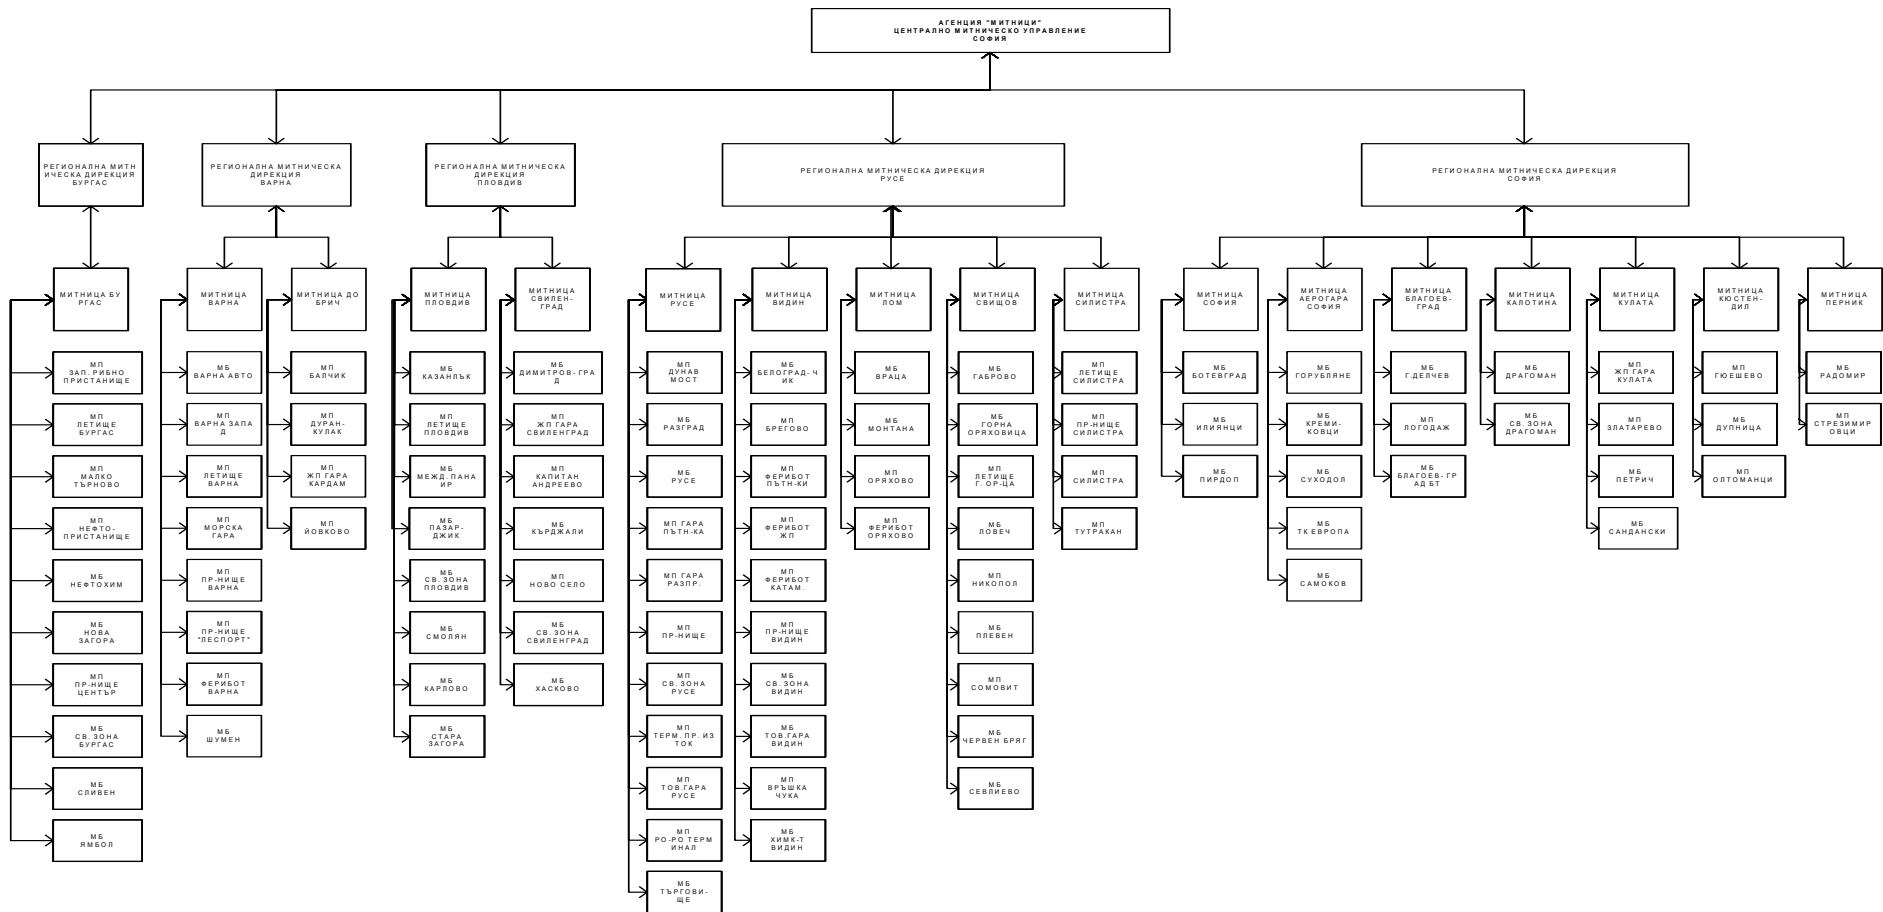 АГЕНЦИЯ "МИТНИЦИ"
ЦЕНТРАЛНО МИТНИЧЕСКО УПРАВЛЕНИЕ
СОФИЯ
РЕГИОНАЛНА МИТН
ИЧЕСКА ДИРЕКЦИЯ
БУРГАС
РЕГИОНАЛНА МИТНИЧЕСКА
ДИРЕКЦИЯ
ВАРНА
РЕГИОНАЛНА МИТНИЧЕСКА
ДИРЕКЦИЯ
ПЛОВДИВ
РЕГИОНАЛНА МИТНИЧЕСКА ДИРЕКЦИЯ
РУСЕ
РЕГИОНАЛНА МИТНИЧЕСКА ДИРЕКЦИЯ
СОФИЯ
МИТНИЦА БУ
РГАС
МИТНИЦА
ВАРНА
МИТНИЦА ДО
БРИЧ
МИТНИЦА
ПЛОВДИВ
МИТНИЦА
СВИЛЕН-
ГРАД
МИТНИЦА
РУСЕ
МИТНИЦА
ВИДИН
МИТНИЦА
ЛОМ
МИТНИЦА
СВИЩОВ
МИТНИЦА
СИЛИСТРА
МИТНИЦА
СОФИЯ
МИТНИЦА
АЕРОГАРА
СОФИЯ
МИТНИЦА
БЛАГОЕВ-
ГРАД
МИТНИЦА
КАЛОТИНА
МИТНИЦА
КУЛАТА
МИТНИЦА
КЮСТЕН-
ДИЛ
МИТНИЦА
ПЕРНИК
МП
ЗАП. РИБНО
ПРИСТАНИЩЕ
МП
ЛЕТИЩЕ
БУРГАС
МП
МАЛКО
ТЪРНОВО
МП
НЕФТО-
ПРИСТАНИЩЕ
МБ
НЕФТОХИМ
МБ
НОВА
ЗАГОРА
МП
ПР-НИЩЕ
ЦЕНТЪР
МБ
СВ. ЗОНА
БУРГАС
МБ
СЛИВЕН
МБ
ЯМБОЛ
МБ
ВАРНА АВТО
МП
ВАРНА ЗАПА
Д
МП
ЛЕТИЩЕ
ВАРНА
МП
МОРСКА
ГАРА
МП
ПР-НИЩЕ
ВАРНА
МП
ПР-НИЩЕ
"ЛЕСПОРТ"
МП
ФЕРИБОТ
ВАРНА
МБ
ШУМЕН
МП
БАЛЧИК
МП
ДУРАН-
КУЛАК
МП
ЖП ГАРА
КАРДАМ
МП
ЙОВКОВО
МБ
КАЗАНЛЪК
МП
ЛЕТИЩЕ
ПЛОВДИВ
МБ
МЕЖД. ПАНА
ИР
МБ
ПАЗАР-
ДЖИК
МБ
СВ. ЗОНА
ПЛОВДИВ
МБ
СМОЛЯН
МБ
КАРЛОВО
МБ
СТАРА
ЗАГОРА
МБ
ДИМИТРОВ- ГРА
Д
МП
ЖП ГАРА
СВИЛЕНГРАД
МП
КАПИТАН
АНДРЕЕВО
МБ
КЪРДЖАЛИ
МП
НОВО СЕЛО
МБ
СВ. ЗОНА
СВИЛЕНГРАД
МБ
ХАСКОВО
МП
ДУНАВ
МОСТ
МБ
РАЗГРАД
МБ
РУСЕ
МП ГАРА
ПЪТН-КА
МП ГАРА
РАЗПР.
МП
ПР-НИЩЕ
МП
СВ. ЗОНА
РУСЕ
МП
ТЕРМ. ПР. ИЗ
ТОК
МП
ТОВ.ГАРА
РУСЕ
МП
РО-РО ТЕРМ
ИНАЛ
МБ
ТЪРГОВИ-
ЩЕ
МБ
БЕЛОГРАД- Ч
ИК
МП
БРЕГОВО
МП
ФЕРИБОТ
ПЪТН-КИ
МП
ФЕРИБОТ
ЖП
МП
ФЕРИБОТ
КАТАМ.
МП
ПР-НИЩЕ
ВИДИН
МБ
СВ. ЗОНА
ВИДИН
МБ
ТОВ.ГАРА
ВИДИН
МП
ВРЪШКА
ЧУКА
МБ
ХИМК-Т
ВИДИН
МБ
ВРАЦА
МБ
МОНТАНА
МП
ОРЯХОВО
МП
ФЕРИБОТ
ОРЯХОВО
МБ
ГАБРОВО
МБ
ГОРНА
ОРЯХОВИЦА
МП
ЛЕТИЩЕ
Г. ОР-ЦА
МБ
ЛОВЕЧ
МП
НИКОПОЛ
МБ
ПЛЕВЕН
МП
СОМОВИТ
МБ
ЧЕРВЕН БРЯГ
МБ
СЕВЛИЕВО
МП
ЛЕТИЩЕ
СИЛИСТРА
МП
ПР-НИЩЕ
СИЛИСТРА
МП
СИЛИСТРА
МП
ТУТРАКАН
МБ
БОТЕВГРАД
МБ
ИЛИЯНЦИ
МБ
ПИРДОП
МБ
ГОРУБЛЯНЕ
МБ
КРЕМИ-
КОВЦИ
МБ
СУХОДОЛ
МБ
ТК ЕВРОПА
МБ
САМОКОВ
МБ
Г.ДЕЛЧЕВ
МП
ЛОГОДАЖ
МБ
БЛАГОЕВ- ГР
АД БТ
МБ
ДРАГОМАН
МБ
СВ. ЗОНА
ДРАГОМАН
МП
ЖП ГАРА
КУЛАТА
МП
ЗЛАТАРЕВО
МБ
ПЕТРИЧ
МБ
САНДАНСКИ
МП
ГЮЕШЕВО
МБ
ДУПНИЦА
МП
ОЛТОМАНЦИ
МБ
РАДОМИР
МП
СТРЕЗИМИР
ОВЦИ